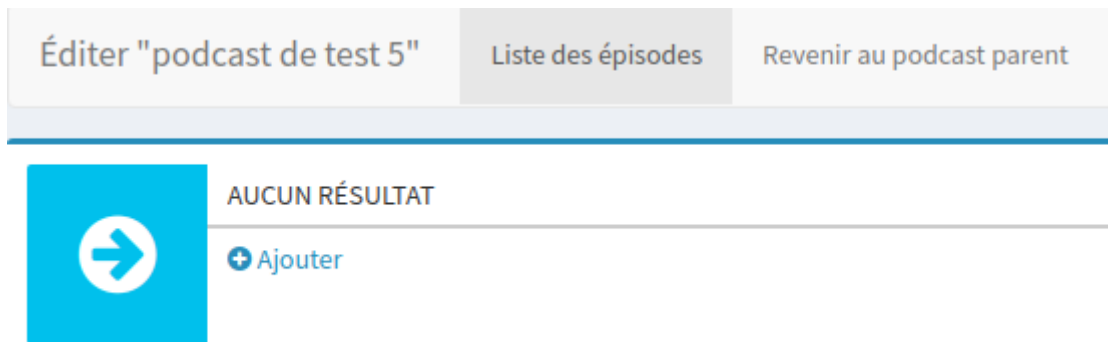 Éditer "podcast de test 5" Liste des épisodes Revenir au podcast parent
AUCUN RÉSULTAT
Ajouter